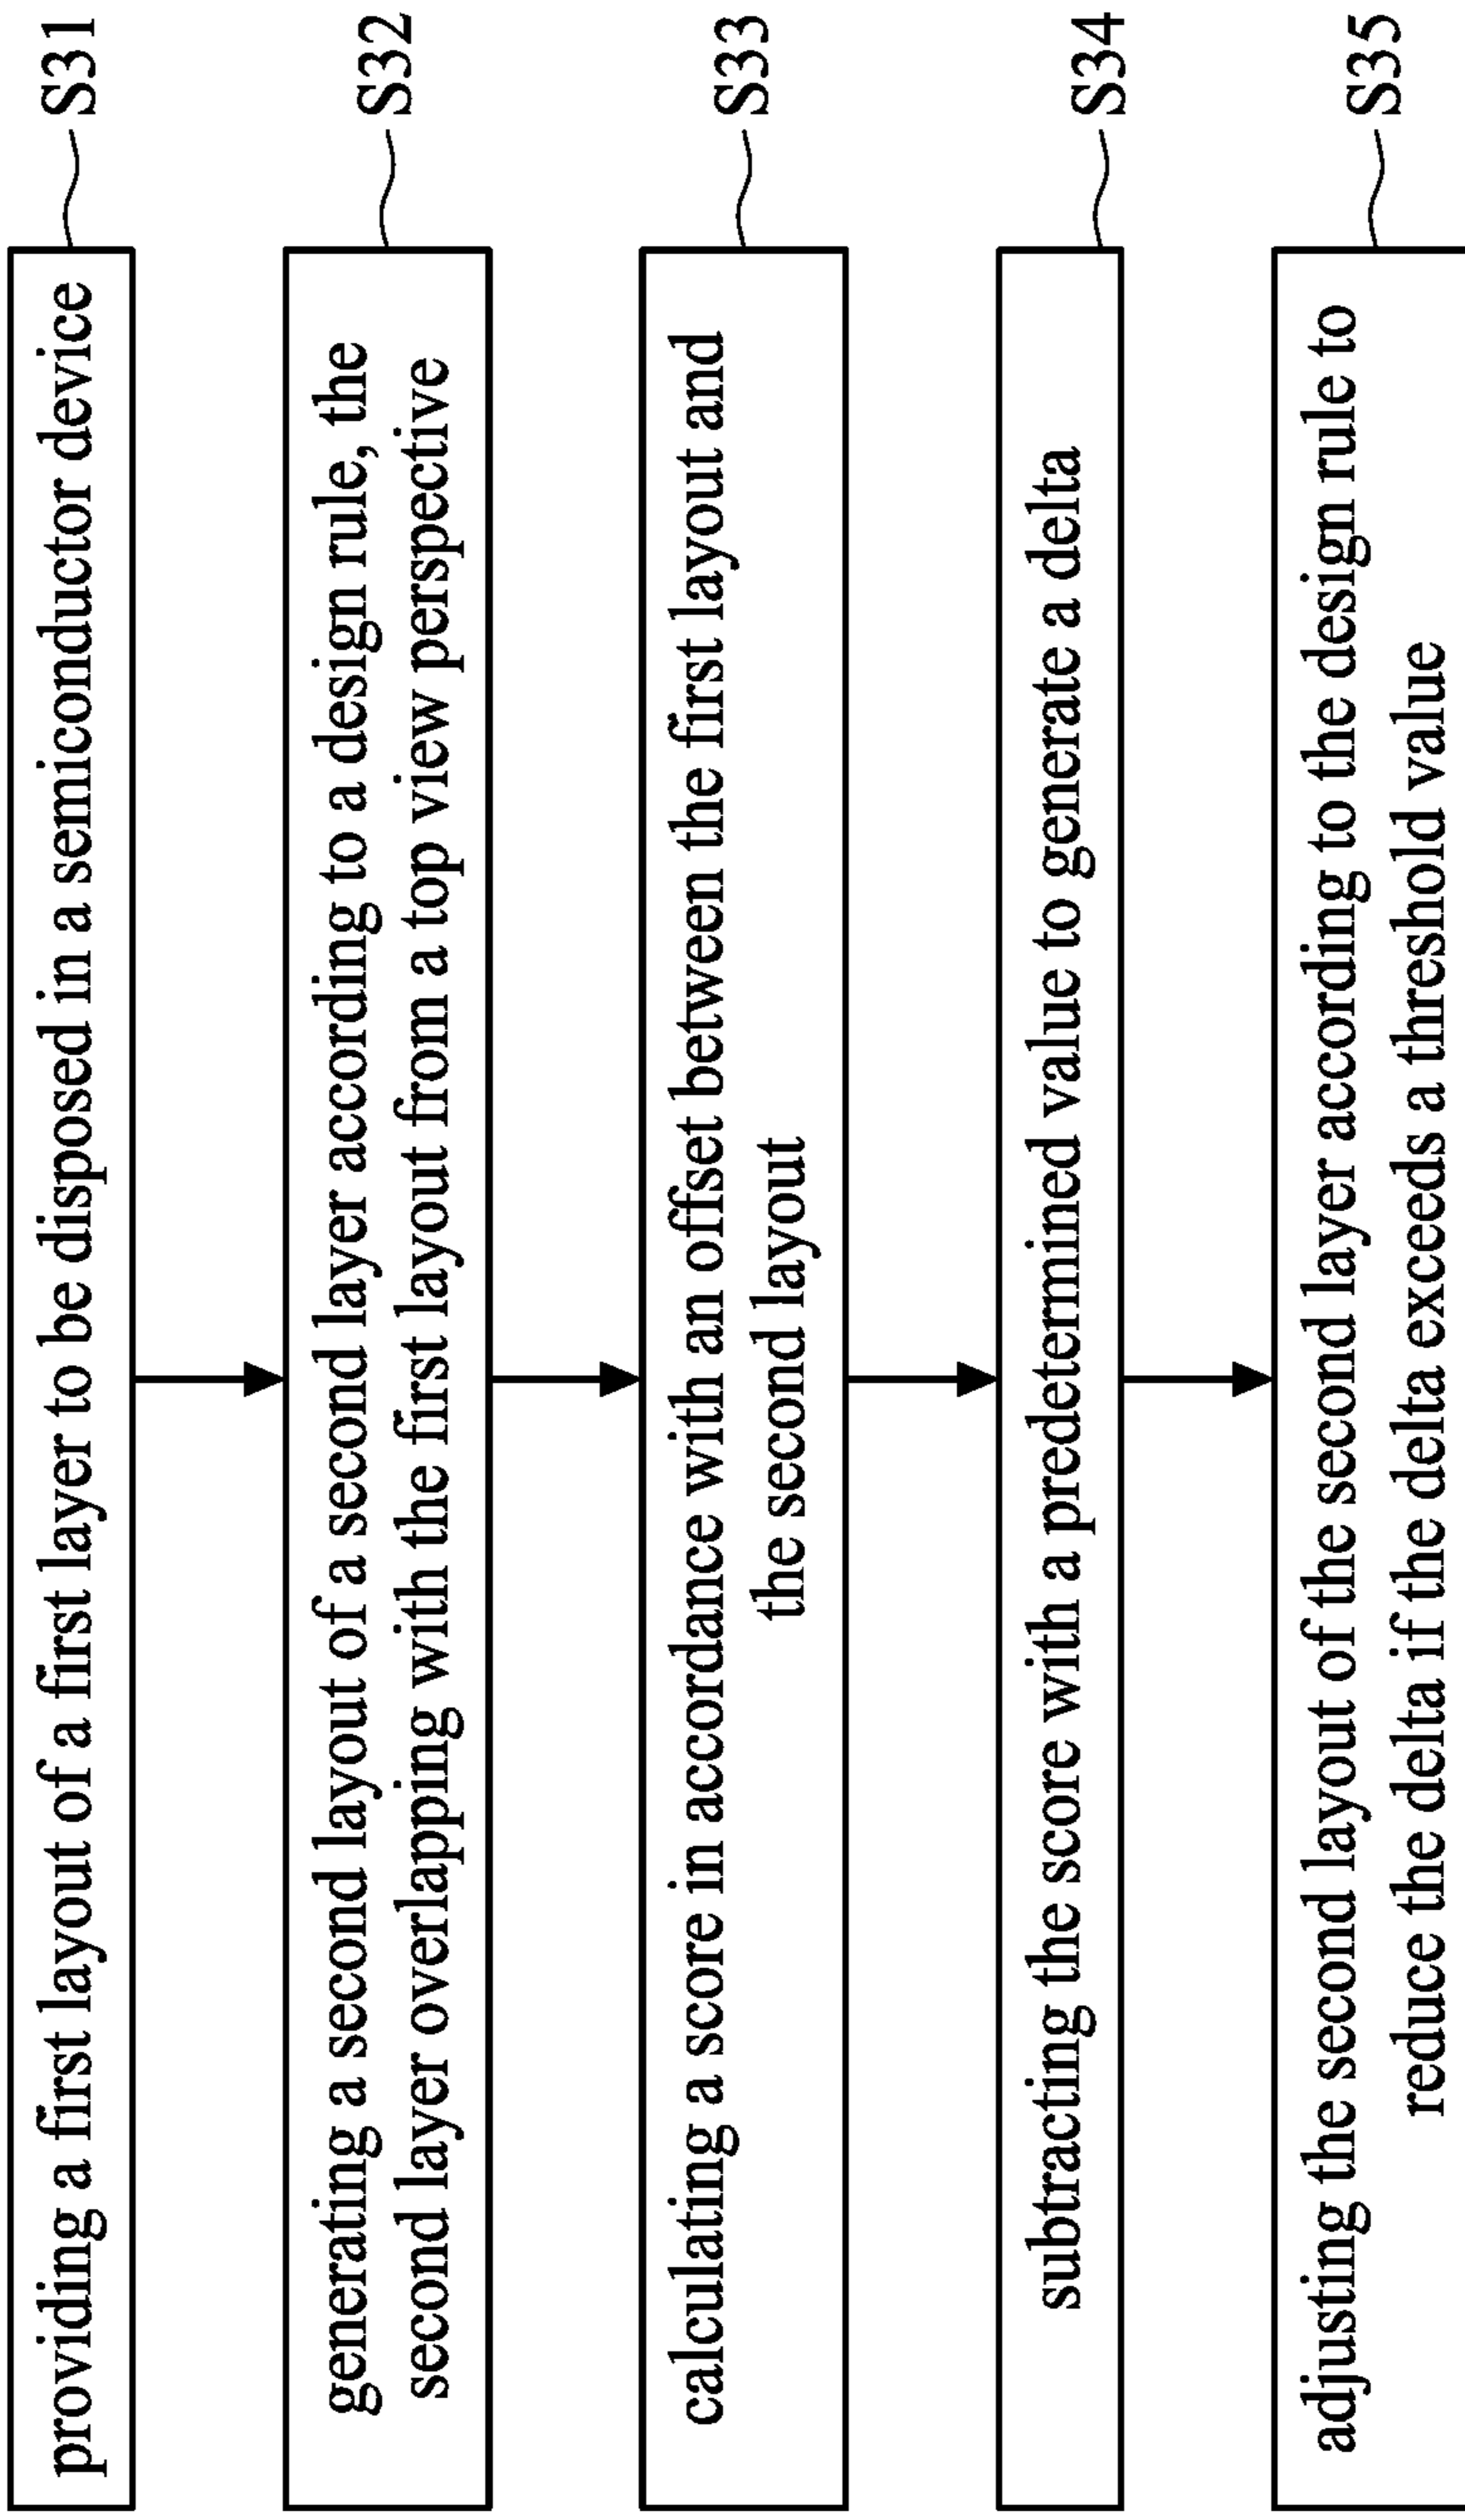 providing a first layout of a first layer to be disposed in a semiconductor device
S31
generating a second layout of a second layer according to a design rule, the
second layer overlapping with the first layout from a top view perspective
S32
calculating a score in accordance with an offset between the first layout and
the second layout
S33
subtracting the score with a predetermined value to generate a delta
S34
adjusting the second layout of the second layer according to the design rule to
reduce the delta if the delta exceeds a threshold value
S35